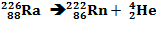 ²²⁶₈₈Ra ➔ ²²²₈₆Rn + ⁴₂He